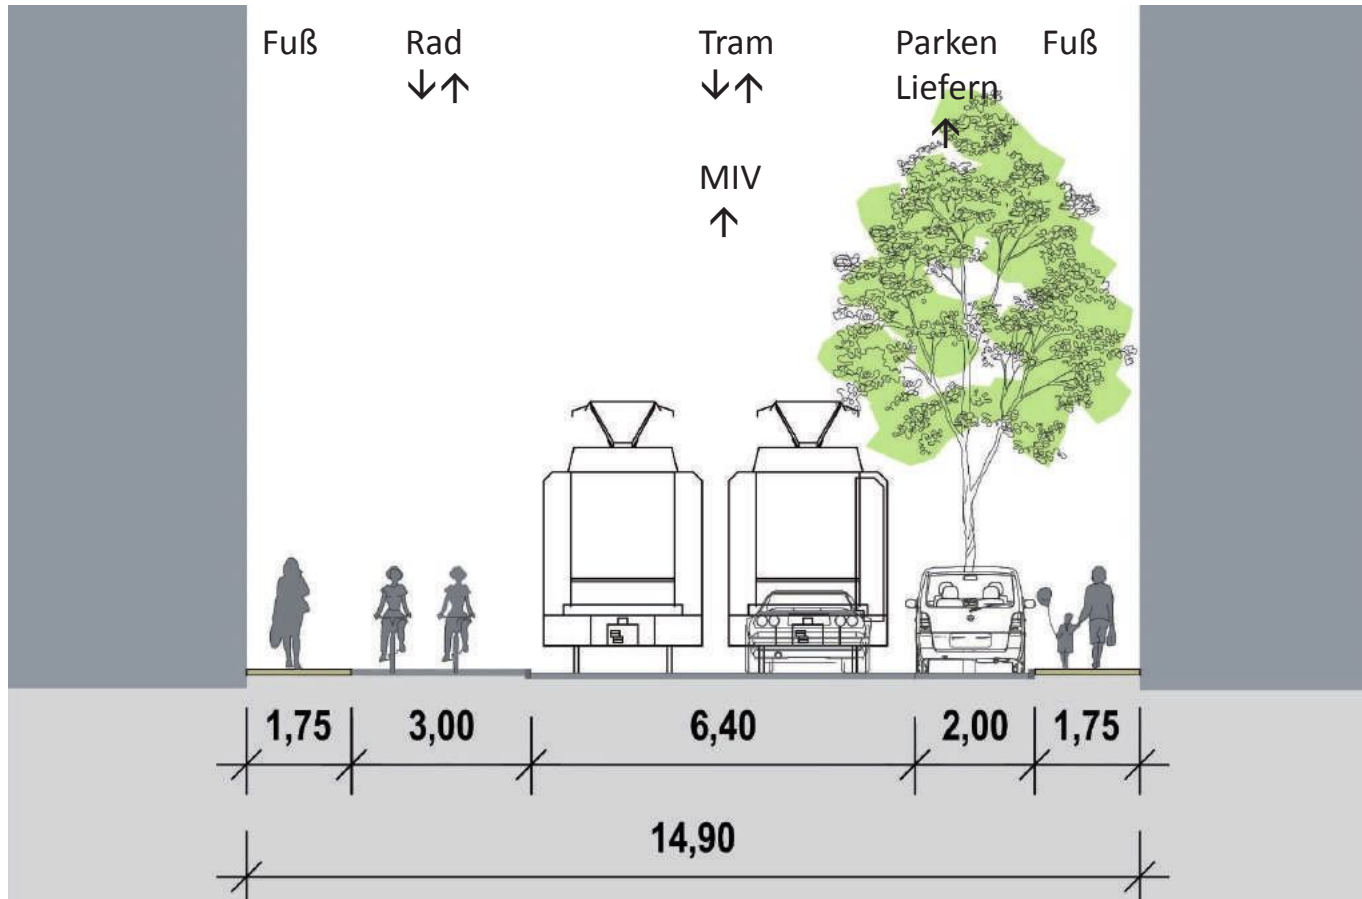 Fuß Rad Tram Parken Fuß
↓↑ ↓↑ Liefern
↑
MIV
↑
1,75 3,00 6,40 2,00 1,75
14,90